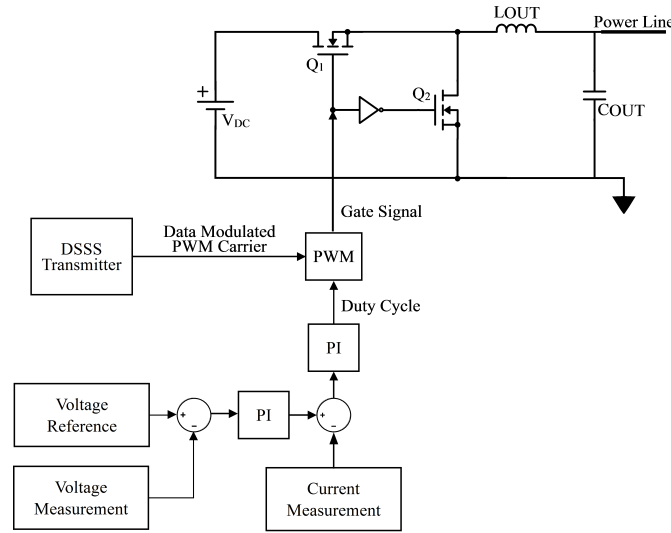 LOUT
Power Line
Q1
Q2
+
VDC
COUT
Gate Signal
Data Modulated
PWM Carrier
DSSS
Transmitter
PWM
Duty Cycle
PI
Voltage
Reference
+
-
PI
+
-
Voltage
Measurement
Current
Measurement